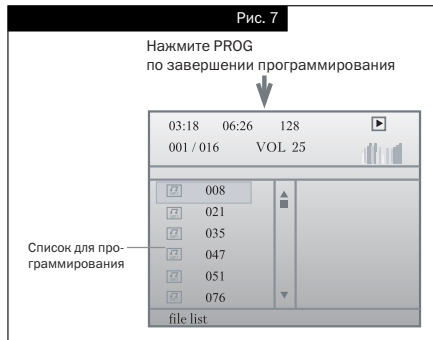 Рис. 7
Нажмите PROG
по завершении программирования
03:18 06:26 128
001 / 016 VOL 25
008
021
035
Список для про-
граммирования
047
051
076
file list